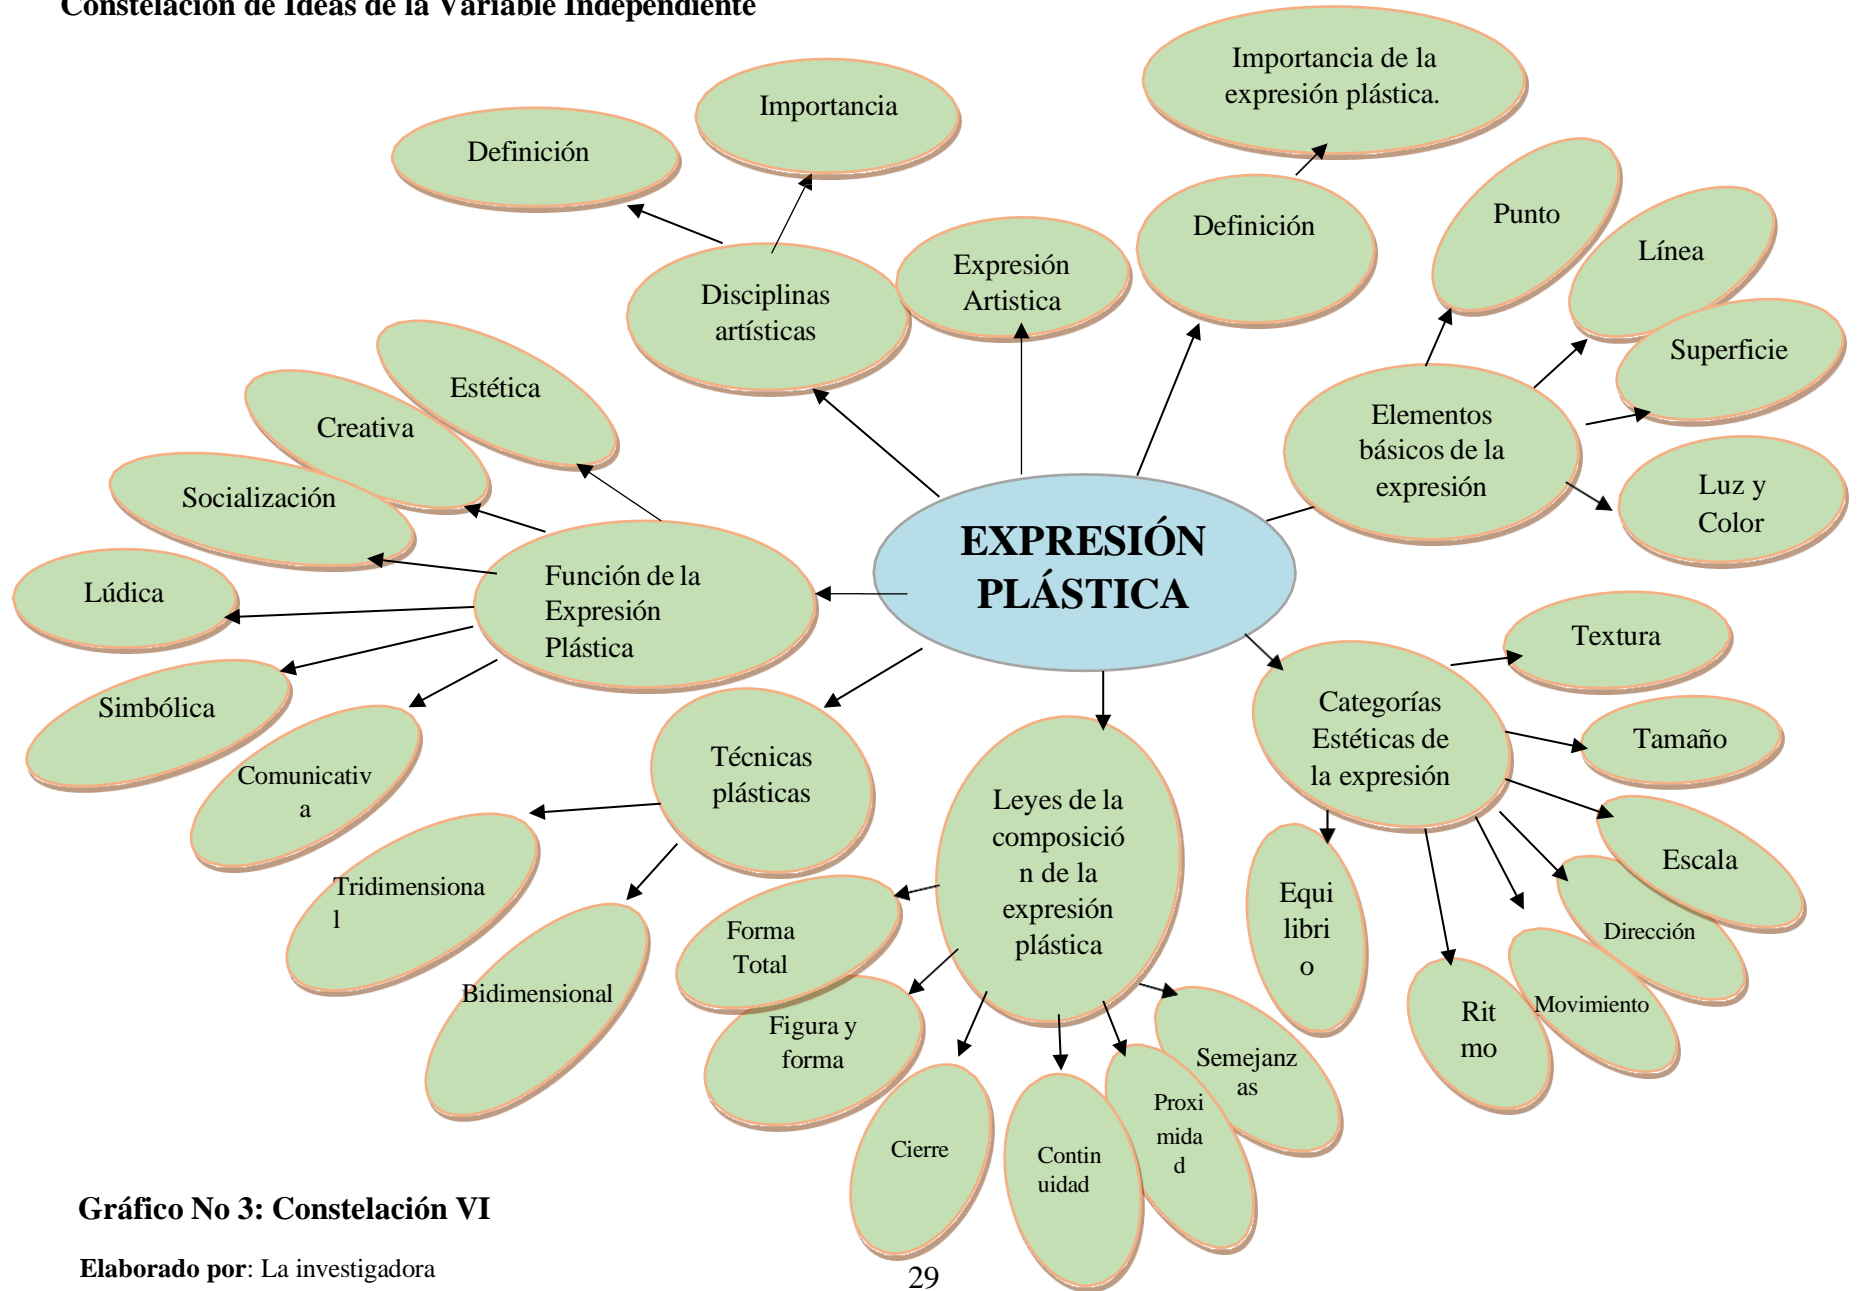 Constelación de Ideas de la Variable Independiente
Importancia de la
expresión plástica.
Importancia
Definición
Definición
Punto
Línea
Expresión
Artistica
Disciplinas
artísticas
Superficie
Estética
Creativa
Elementos
básicos de la
expresión
Socialización
Luz y
Color
EXPRESIÓN
PLÁSTICA
Función de la
Expresión
Plástica
Lúdica
Textura
Simbólica
Categorías
Estéticas de
la expresión
Tamaño
Técnicas
plásticas
Comunicativ
a
Leyes de la
composició
n de la
expresión
plástica
Escala
Tridimensiona
l
Equi
libri
o
Dirección
Forma
Total
Bidimensional
Movimiento
Rit
mo
Figura y
forma
Semejanz
as
Proxi
mida
d
Cierre
Contin
uidad
Gráfico No 3: Constelación VI
Elaborado por: La investigadora
29